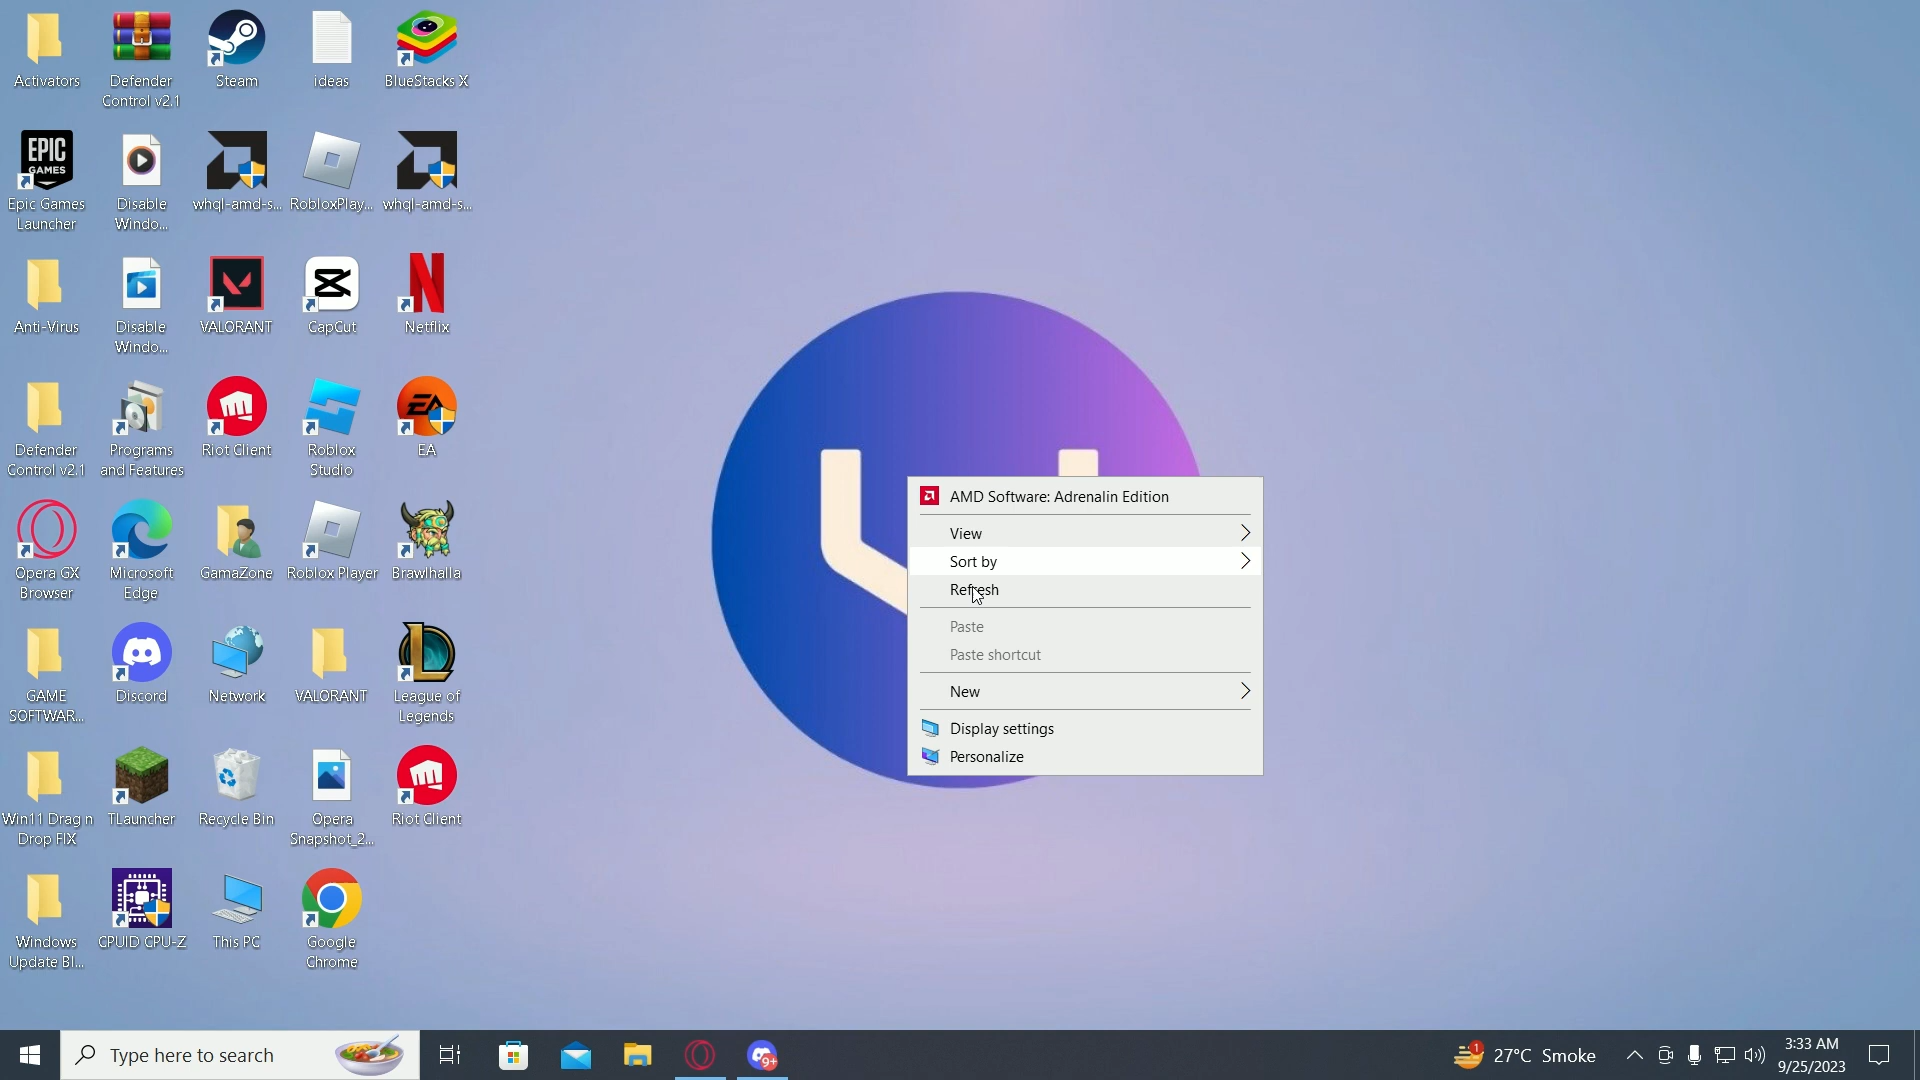 Activators
Defender
Control v2.1
Steam
ideas
BlueStacks X
EPIC
GAMES
Epic Games
Launcher
Disable
Windo...
whql-amd-s...
RobloxPlay...
whql-amd-s...
Anti-Virus
Disable
Windo...
VALORANT
CapCut
Netflix
Defender
Control v2.1
Programs
and Features
Riot Client
Roblox
Studio
EA
EA
Opera GX
Browser
Microsoft
Edge
GamaZone
Roblox Player
Brawlhalla
GAME
SOFTWAR...
Discord
Network
VALORANT
League of
Legends
Win11 Drag n
Drop FIX
TLauncher
Recycle Bin
Opera
Snapshot_2...
Riot Client
Windows
Update Bl...
CPUID CPU-Z
This PC
Google
Chrome
AMD Software: Adrenalin Edition
View
Sort by
Refresh
Paste
Paste shortcut
New
Display settings
Personalize
Type here to search
9+
1
27°C Smoke
3:33 AM
9/25/2023